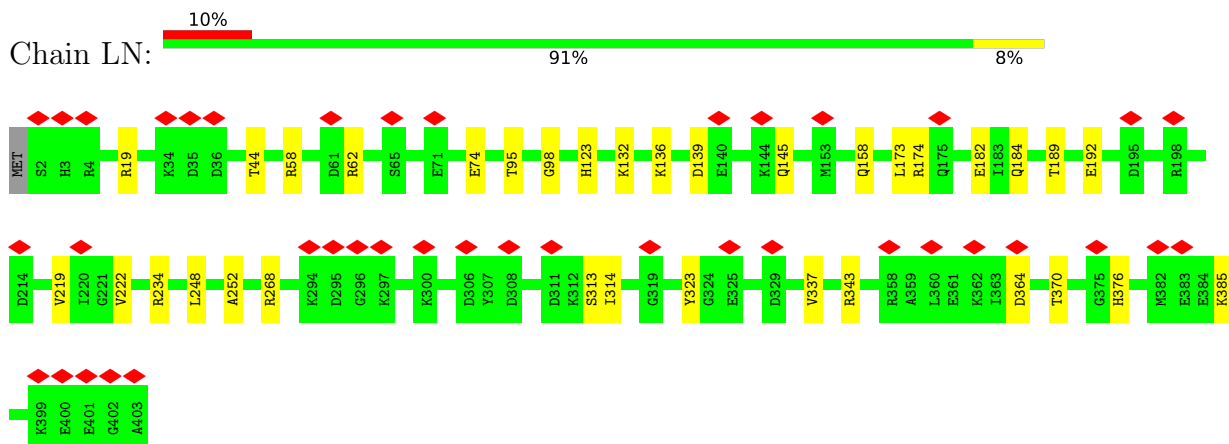 10%
Chain LN:
91% 8%
MET S2 H3 R4 R19 K34 D35 D36 T44 R58 D61 R62 S65 E71 E74 T95 G98 H123 K132 K136 D139 E140 K144 Q145 M153 Q158 L173 R174 Q175 E182 I183 Q184 T189 E192 D195 R198
D214 V219 I220 G221 V222 R234 L248 A252 R268 K294 D295 G296 K297 K300 D306 Y307 D308 D311 K312 S313 I314 G319 Y323 G324 E325 D329 V337 R343 R358 A359 L360 E361 K362 I363 D364 T370 G375 H376 M382 E383 E384 K385
K399 E400 E401 G402 A403